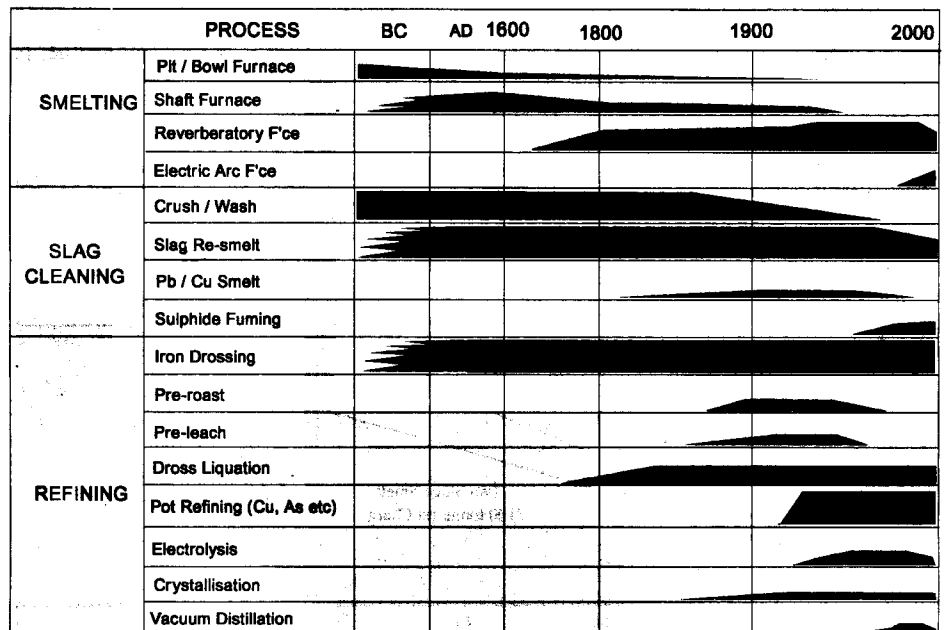 PROCESS BC AD 1600 1800 1900 2000
SMELTING
Pit / Bowl Furnace
Shaft Furnace
Reverberatory F'ce
Electric Arc F'ce
SLAG
CLEANING
Crush / Wash
Slag Re-smelt
Pb / Cu Smelt
Sulphide Fuming
REFINING
Iron Drossing
Pre-roast
Pre-leach
Dross Liquation
Pot Refining (Cu, As etc)
Electrolysis
Crystallisation
Vacuum Distillation